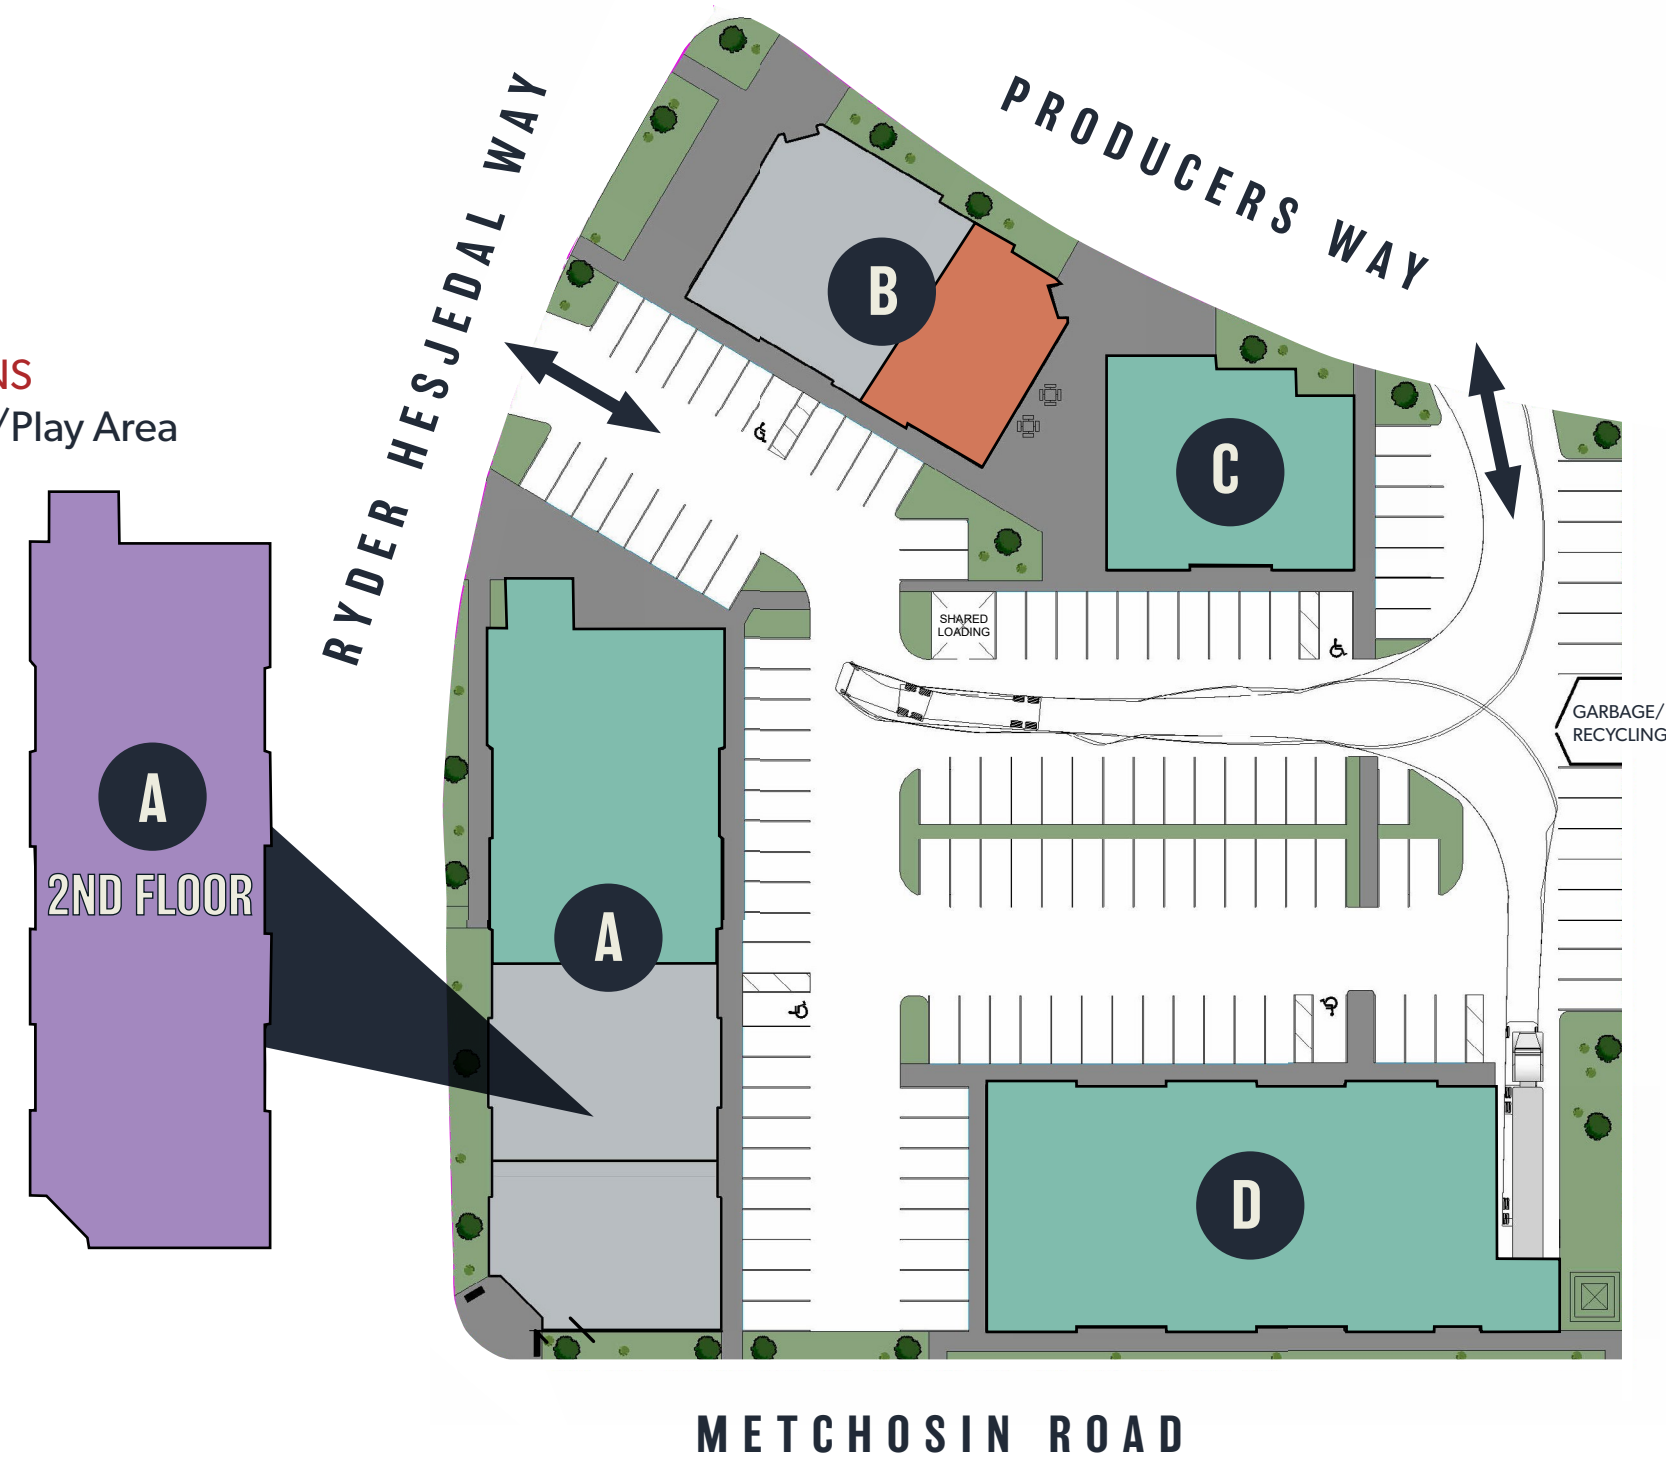 PRODUCERS WAY
RYDER HESJEDAL WAY
NS
/Play Area
B
C
A
2ND FLOOR
A
SHARED
LOADING
GARBAGE/
RECYCLING
D
METCHOSIN ROAD